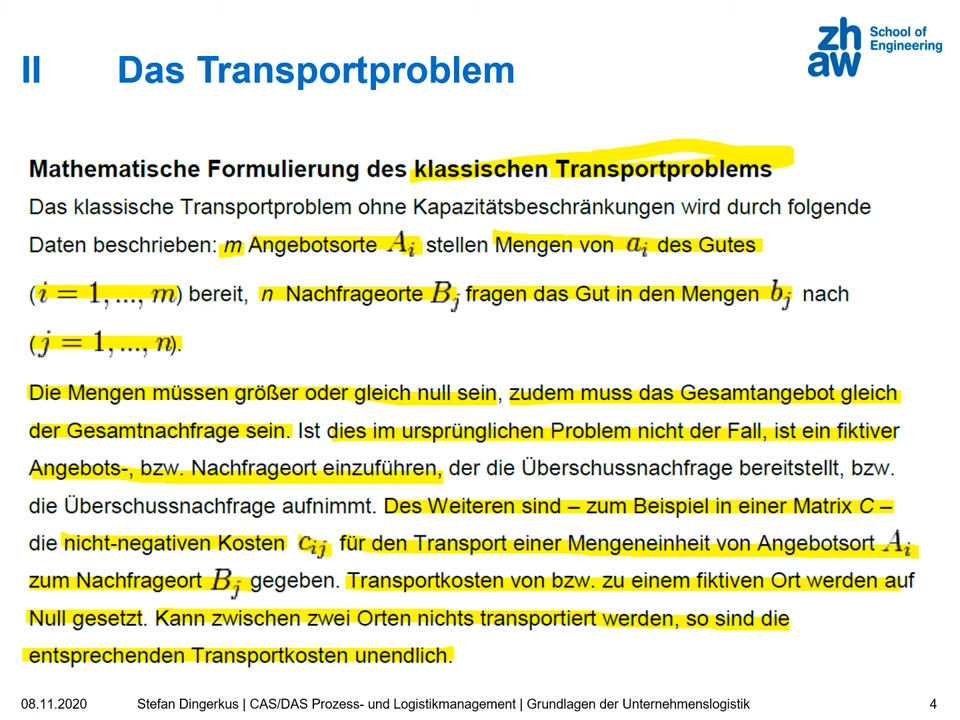 II Das Transportproblem
zh
aw
School of
Engineering
Mathematische Formulierung des klassischen Transportproblems
Das klassische Transportproblem ohne Kapazitätsbeschränkungen wird durch folgende
Daten beschrieben: m Angebotsorte A_i stellen Mengen von a_i des Gutes
(i = 1, ..., m) bereit, n Nachfrageorte B_j fragen das Gut in den Mengen b_j nach
(j = 1, ..., n).
Die Mengen müssen größer oder gleich null sein, zudem muss das Gesamtangebot gleich
der Gesamtnachfrage sein. Ist dies im ursprünglichen Problem nicht der Fall, ist ein fiktiver
Angebots-, bzw. Nachfrageort einzuführen, der die Überschussnachfrage bereitstellt, bzw.
die Überschussnachfrage aufnimmt. Des Weiteren sind – zum Beispiel in einer Matrix C –
die nicht-negativen Kosten c_ij für den Transport einer Mengeneinheit von Angebotsort A_i
zum Nachfrageort B_j gegeben. Transportkosten von bzw. zu einem fiktiven Ort werden auf
Null gesetzt. Kann zwischen zwei Orten nichts transportiert werden, so sind die
entsprechenden Transportkosten unendlich.
08.11.2020 Stefan Dingerkus | CAS/DAS Prozess- und Logistikmanagement | Grundlagen der Unternehmenslogistik 4